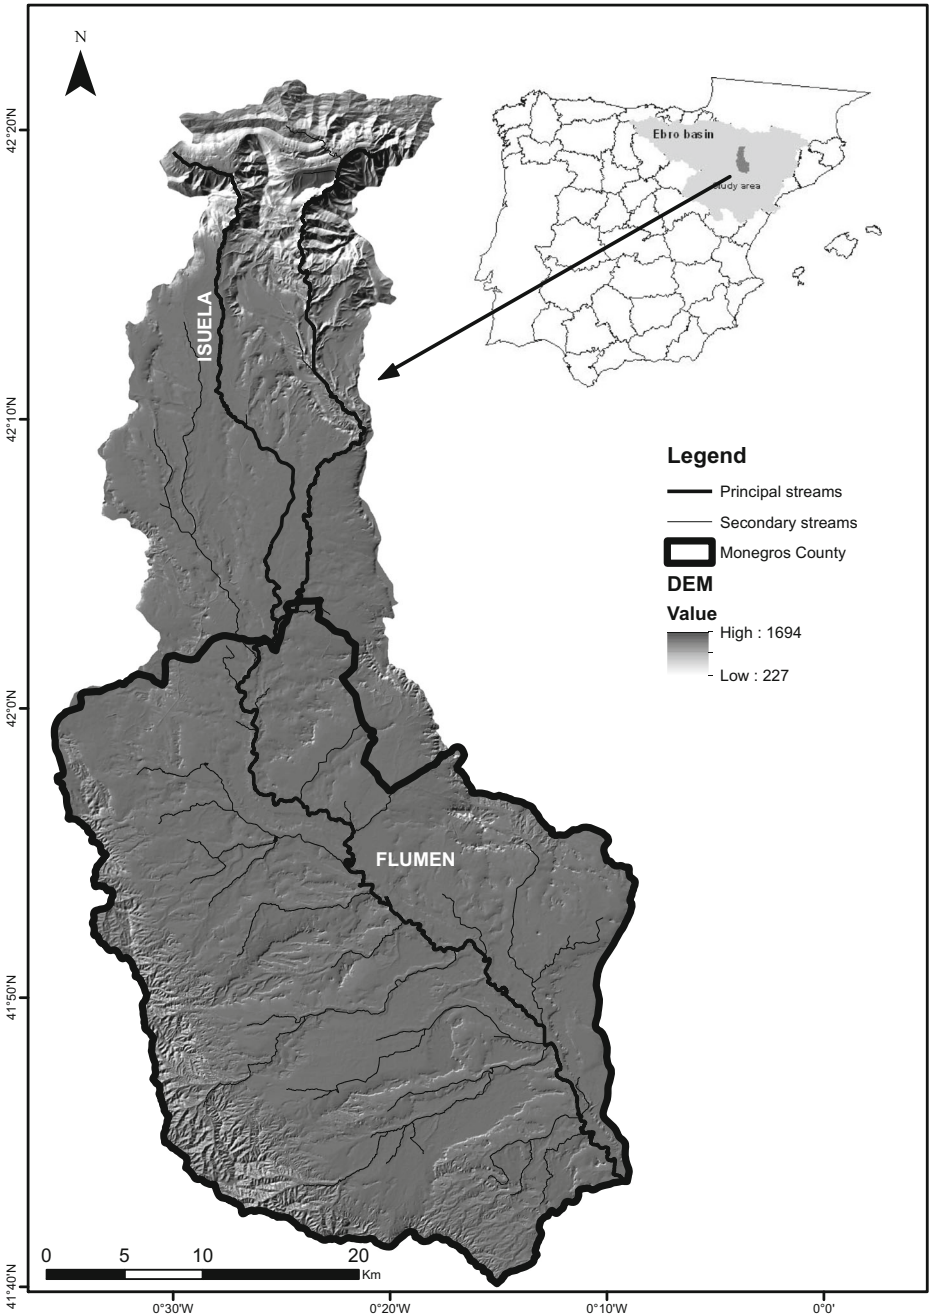 N
42°20'N
Ebro basin
study area
ISUELA
42°10'N
Legend
Principal streams
Secondary streams
Monegros County
DEM
Value
High : 1694
Low : 227
42°0'N
FLUMEN
41°50'N
0 5 10 20
Km
41°40'N
0°30'W 0°20'W 0°10'W 0°0'